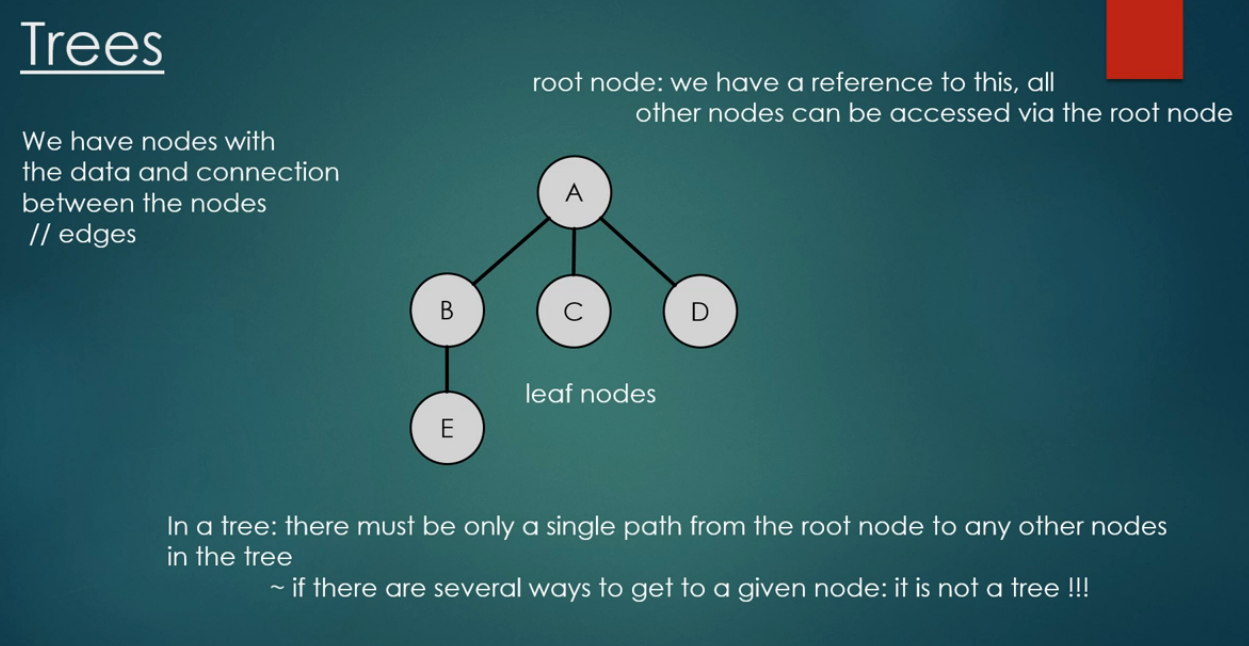 Trees
root node: we have a reference to this, all
other nodes can be accessed via the root node
We have nodes with
the data and connection
between the nodes
// edges
A
B
C
D
leaf nodes
E
In a tree: there must be only a single path from the root node to any other nodes
in the tree
~ if there are several ways to get to a given node: it is not a tree !!!